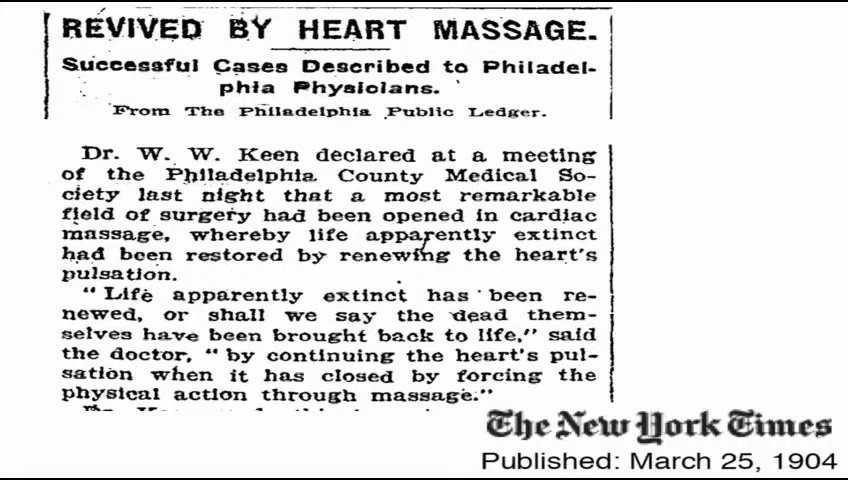 REVIVED BY HEART MASSAGE.
Successful Cases Described to Philadel-
phia Physicians.
From The Philadelphia Public Ledger.
Dr. W. W. Keen declared at a meeting
of the Philadelphia County Medical So-
ciety last night that a most remarkable
field of surgery had been opened in cardiac
massage, whereby life apparently extinct
had been restored by renewing the heart's
pulsation.
"Life apparently extinct has been re-
newed, or shall we say the dead them-
selves have been brought back to life," said
the doctor, "by continuing the heart's pul-
sation when it has closed by forcing the
physical action through massage."
The New York Times
Published: March 25, 1904